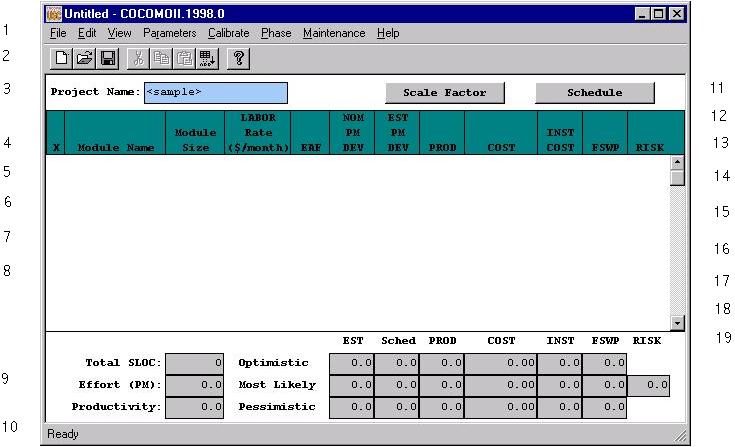 Untitled - COCOMOII.1998.0
1
File Edit View Parameters Calibrate Phase Maintenance Help
2
3 Project Name: <sample> Scale Factor Schedule 11
LABOR NOM EST 12
Module Rate PM PM INST
4 X Module Name Size ($/month) EAF DEV DEV PROD COST COST FSWP RISK 13
5
14
6
15
7
16
8
17
18
EST Sched PROD COST INST FSWP RISK 19
Total SLOC: 0 Optimistic 0.0 0.0 0.0 0.00 0.0 0.0
9 Effort (PM): 0.0 Most Likely 0.0 0.0 0.0 0.00 0.0 0.0 0.0
Productivity: 0.0 Pessimistic 0.0 0.0 0.0 0.00 0.0 0.0
10 Ready